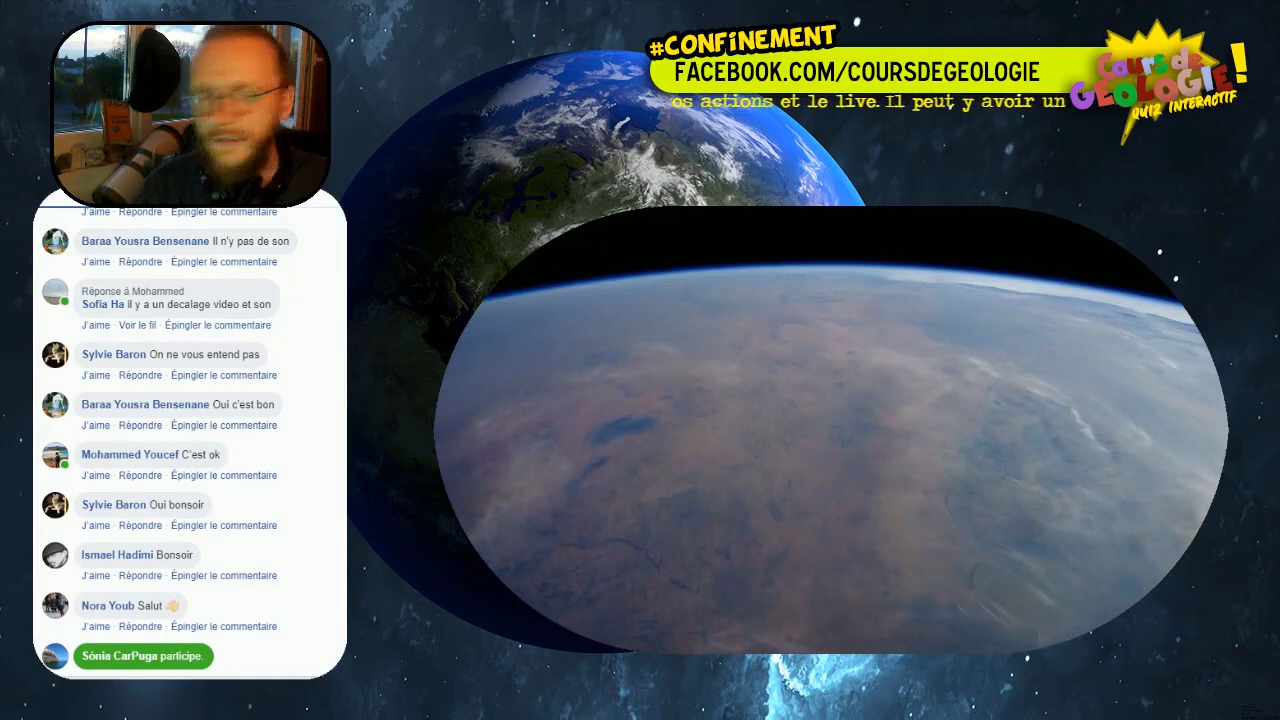 #CONFINEMENT
FACEBOOK.COM/COURSDEGEOLOGIE
os actions et le live. Il peut y avoir un
Cours de
GEOLOGIE!
QUIZ INTERACTIF
J'aime · Répondre · Épingler le commentaire
Baraa Yousra Bensenane Il n'y pas de son
J'aime · Répondre · Épingler le commentaire
Réponse à Mohammed
Sofia Ha il y a un decalage video et son
J'aime · Voir le fil · Épingler le commentaire
Sylvie Baron On ne vous entend pas
J'aime · Répondre · Épingler le commentaire
Baraa Yousra Bensenane Oui c'est bon
J'aime · Répondre · Épingler le commentaire
Mohammed Youcef C'est ok
J'aime · Répondre · Épingler le commentaire
Sylvie Baron Oui bonsoir
J'aime · Répondre · Épingler le commentaire
Ismael Hadimi Bonsoir
J'aime · Répondre · Épingler le commentaire
Nora Youb Salut 👋🏻
J'aime · Répondre · Épingler le commentaire
Sónia CarPuga participe.